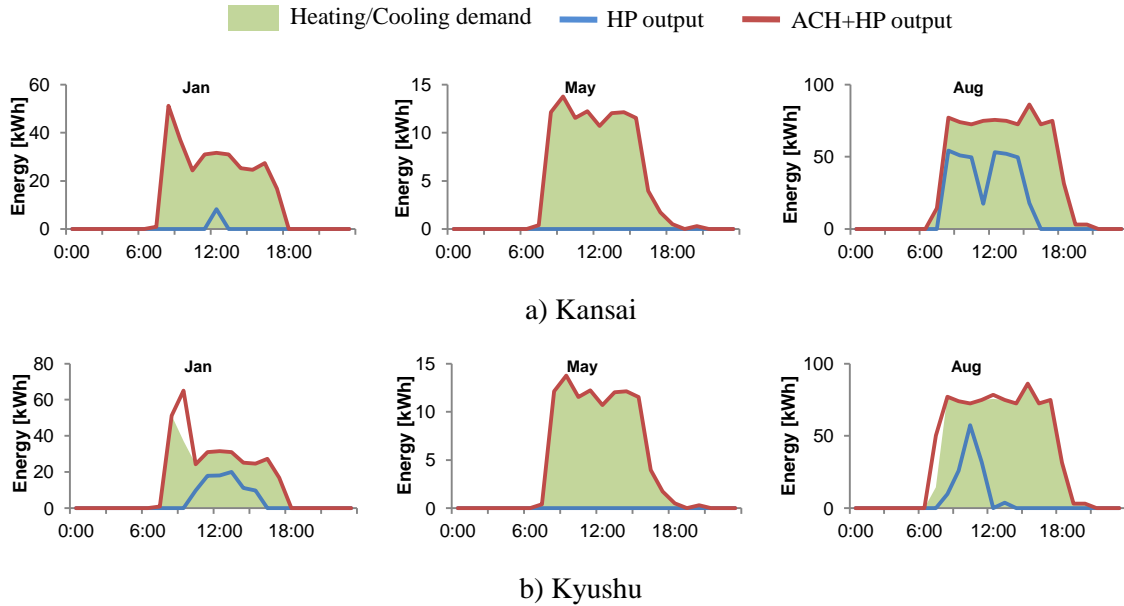 Heating/Cooling demand HP output ACH+HP output
Jan May Aug
Energy [kWh] Energy [kWh] Energy [kWh]
60 15 100
40 10
20 5 50
0 0 0
0:00 6:00 12:00 18:00 0:00 6:00 12:00 18:00 0:00 6:00 12:00 18:00
a) Kansai
Jan May Aug
Energy [kWh] Energy [kWh] Energy [kWh]
80 15 100
60 10
40 5 50
20
0 0 0
0:00 6:00 12:00 18:00 0:00 6:00 12:00 18:00 0:00 6:00 12:00 18:00
b) Kyushu